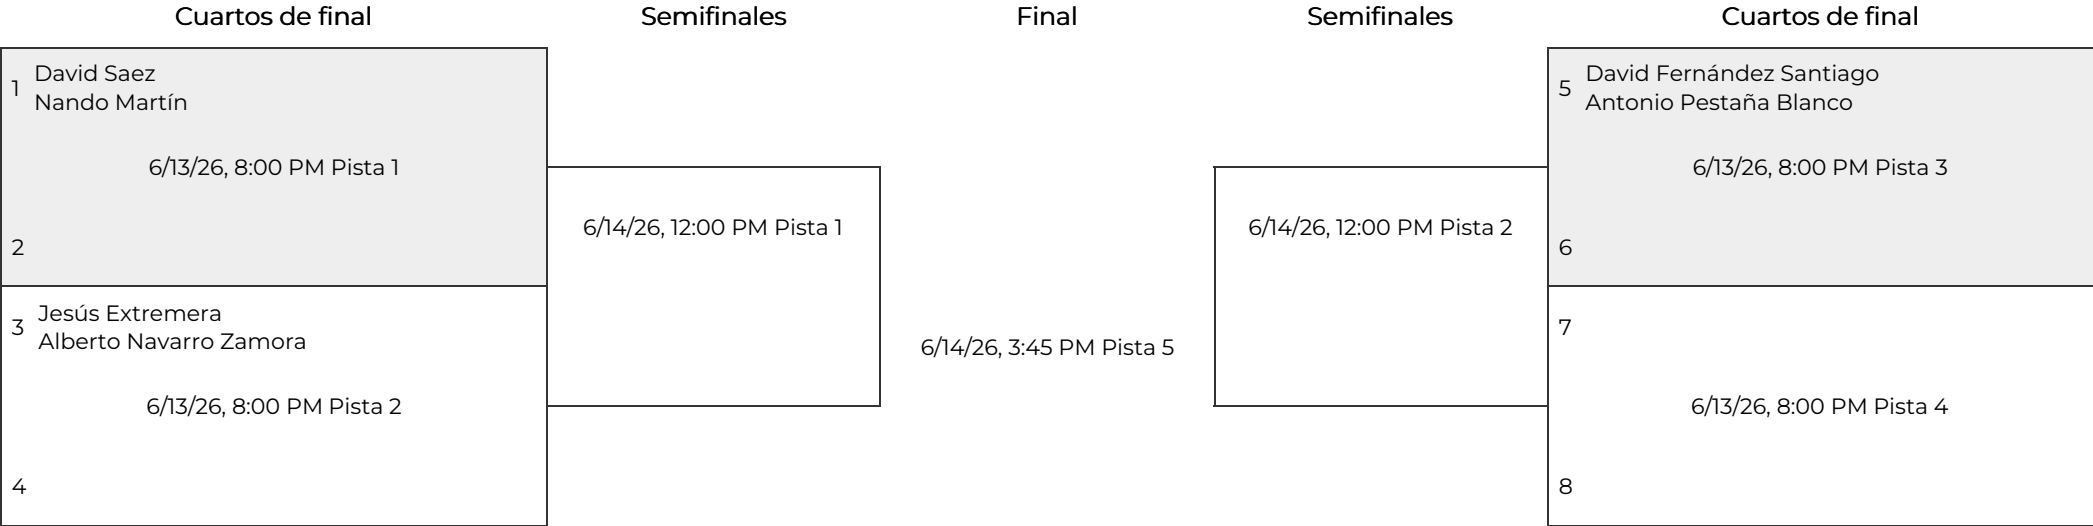 Cuartos de final
Semifinales
Final
Semifinales
Cuartos de final
1
David Saez
Nando Martín
6/13/26, 8:00 PM Pista 1
2
3
Jesús Extremera
Alberto Navarro Zamora
6/13/26, 8:00 PM Pista 2
4
6/14/26, 12:00 PM Pista 1
6/14/26, 3:45 PM Pista 5
6/14/26, 12:00 PM Pista 2
5
David Fernández Santiago
Antonio Pestaña Blanco
6/13/26, 8:00 PM Pista 3
6
7
6/13/26, 8:00 PM Pista 4
8